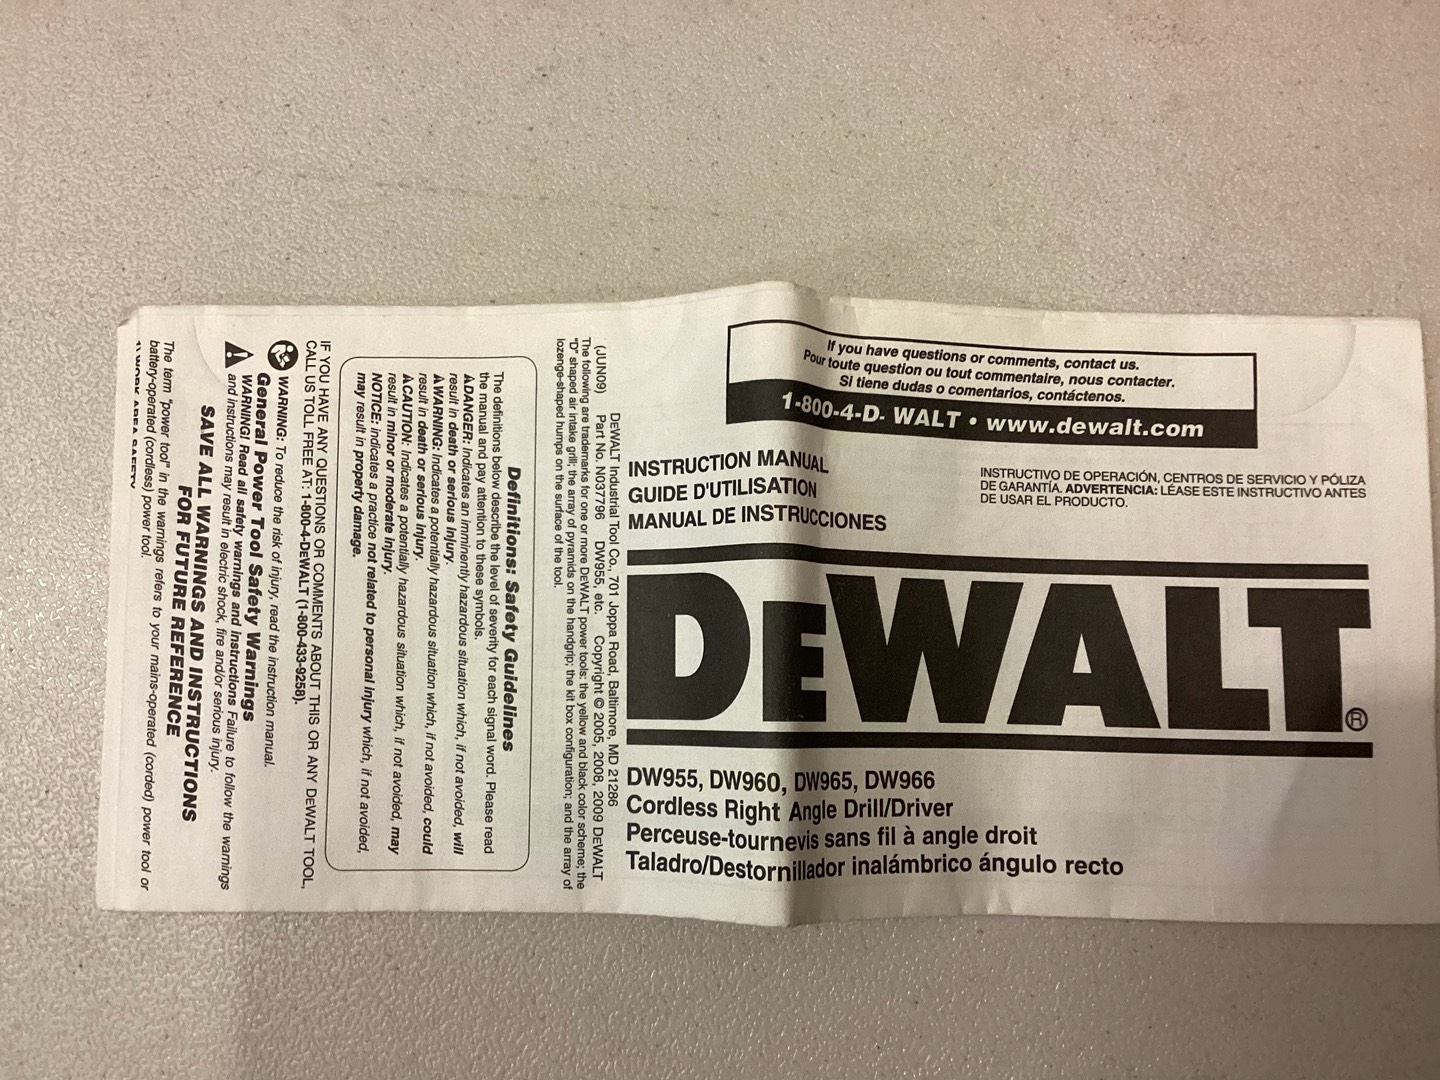 If you have questions or comments, contact us.
Pour toute question ou tout commentaire, nous contacter.
Si tiene dudas o comentarios, contáctenos.
1-800-4-D- WALT • www.dewalt.com
INSTRUCTION MANUAL
GUIDE D'UTILISATION
MANUAL DE INSTRUCCIONES
INSTRUCTIVO DE OPERACIÓN, CENTROS DE SERVICIO Y PÓLIZA
DE GARANTÍA. ADVERTENCIA: LÉASE ESTE INSTRUCTIVO ANTES
DE USAR EL PRODUCTO.
DEWALT®
DW955, DW960, DW965, DW966
Cordless Right Angle Drill/Driver
Perceuse-tournevis sans fil à angle droit
Taladro/Destornillador inalámbrico ángulo recto
DEWALT Industrial Tool Co., 701 Joppa Road, Baltimore, MD 21286
(JUN09) Part No. N037796 DW955, etc. Copyright © 2005, 2008, 2009 DEWALT
The following are trademarks for one or more DEWALT power tools: the yellow and black color scheme; the
"D" shaped air intake grill; the array of pyramids on the handgrip; the kit box configuration; and the array of
lozenge-shaped humps on the surface of the tool.
Definitions: Safety Guidelines
The definitions below describe the level of severity for each signal word. Please read
the manual and pay attention to these symbols.
DANGER: Indicates an imminently hazardous situation which, if not avoided, will
result in death or serious injury.
WARNING: Indicates a potentially hazardous situation which, if not avoided, could
result in death or serious injury.
CAUTION: Indicates a potentially hazardous situation which, if not avoided, may
result in minor or moderate injury.
NOTICE: Indicates a practice not related to personal injury which, if not avoided,
may result in property damage.
IF YOU HAVE ANY QUESTIONS OR COMMENTS ABOUT THIS OR ANY DEWALT TOOL,
CALL US TOLL FREE AT: 1-800-4-DEWALT (1-800-433-9258).
WARNING: To reduce the risk of injury, read the instruction manual.
General Power Tool Safety Warnings
WARNING! Read all safety warnings and instructions Failure to follow the warnings
and instructions may result in electric shock, fire and/or serious injury.
SAVE ALL WARNINGS AND INSTRUCTIONS
FOR FUTURE REFERENCE
The term "power tool" in the warnings refers to your mains-operated (corded) power tool or
battery-operated (cordless) power tool.
1) WORK AREA SAFETY